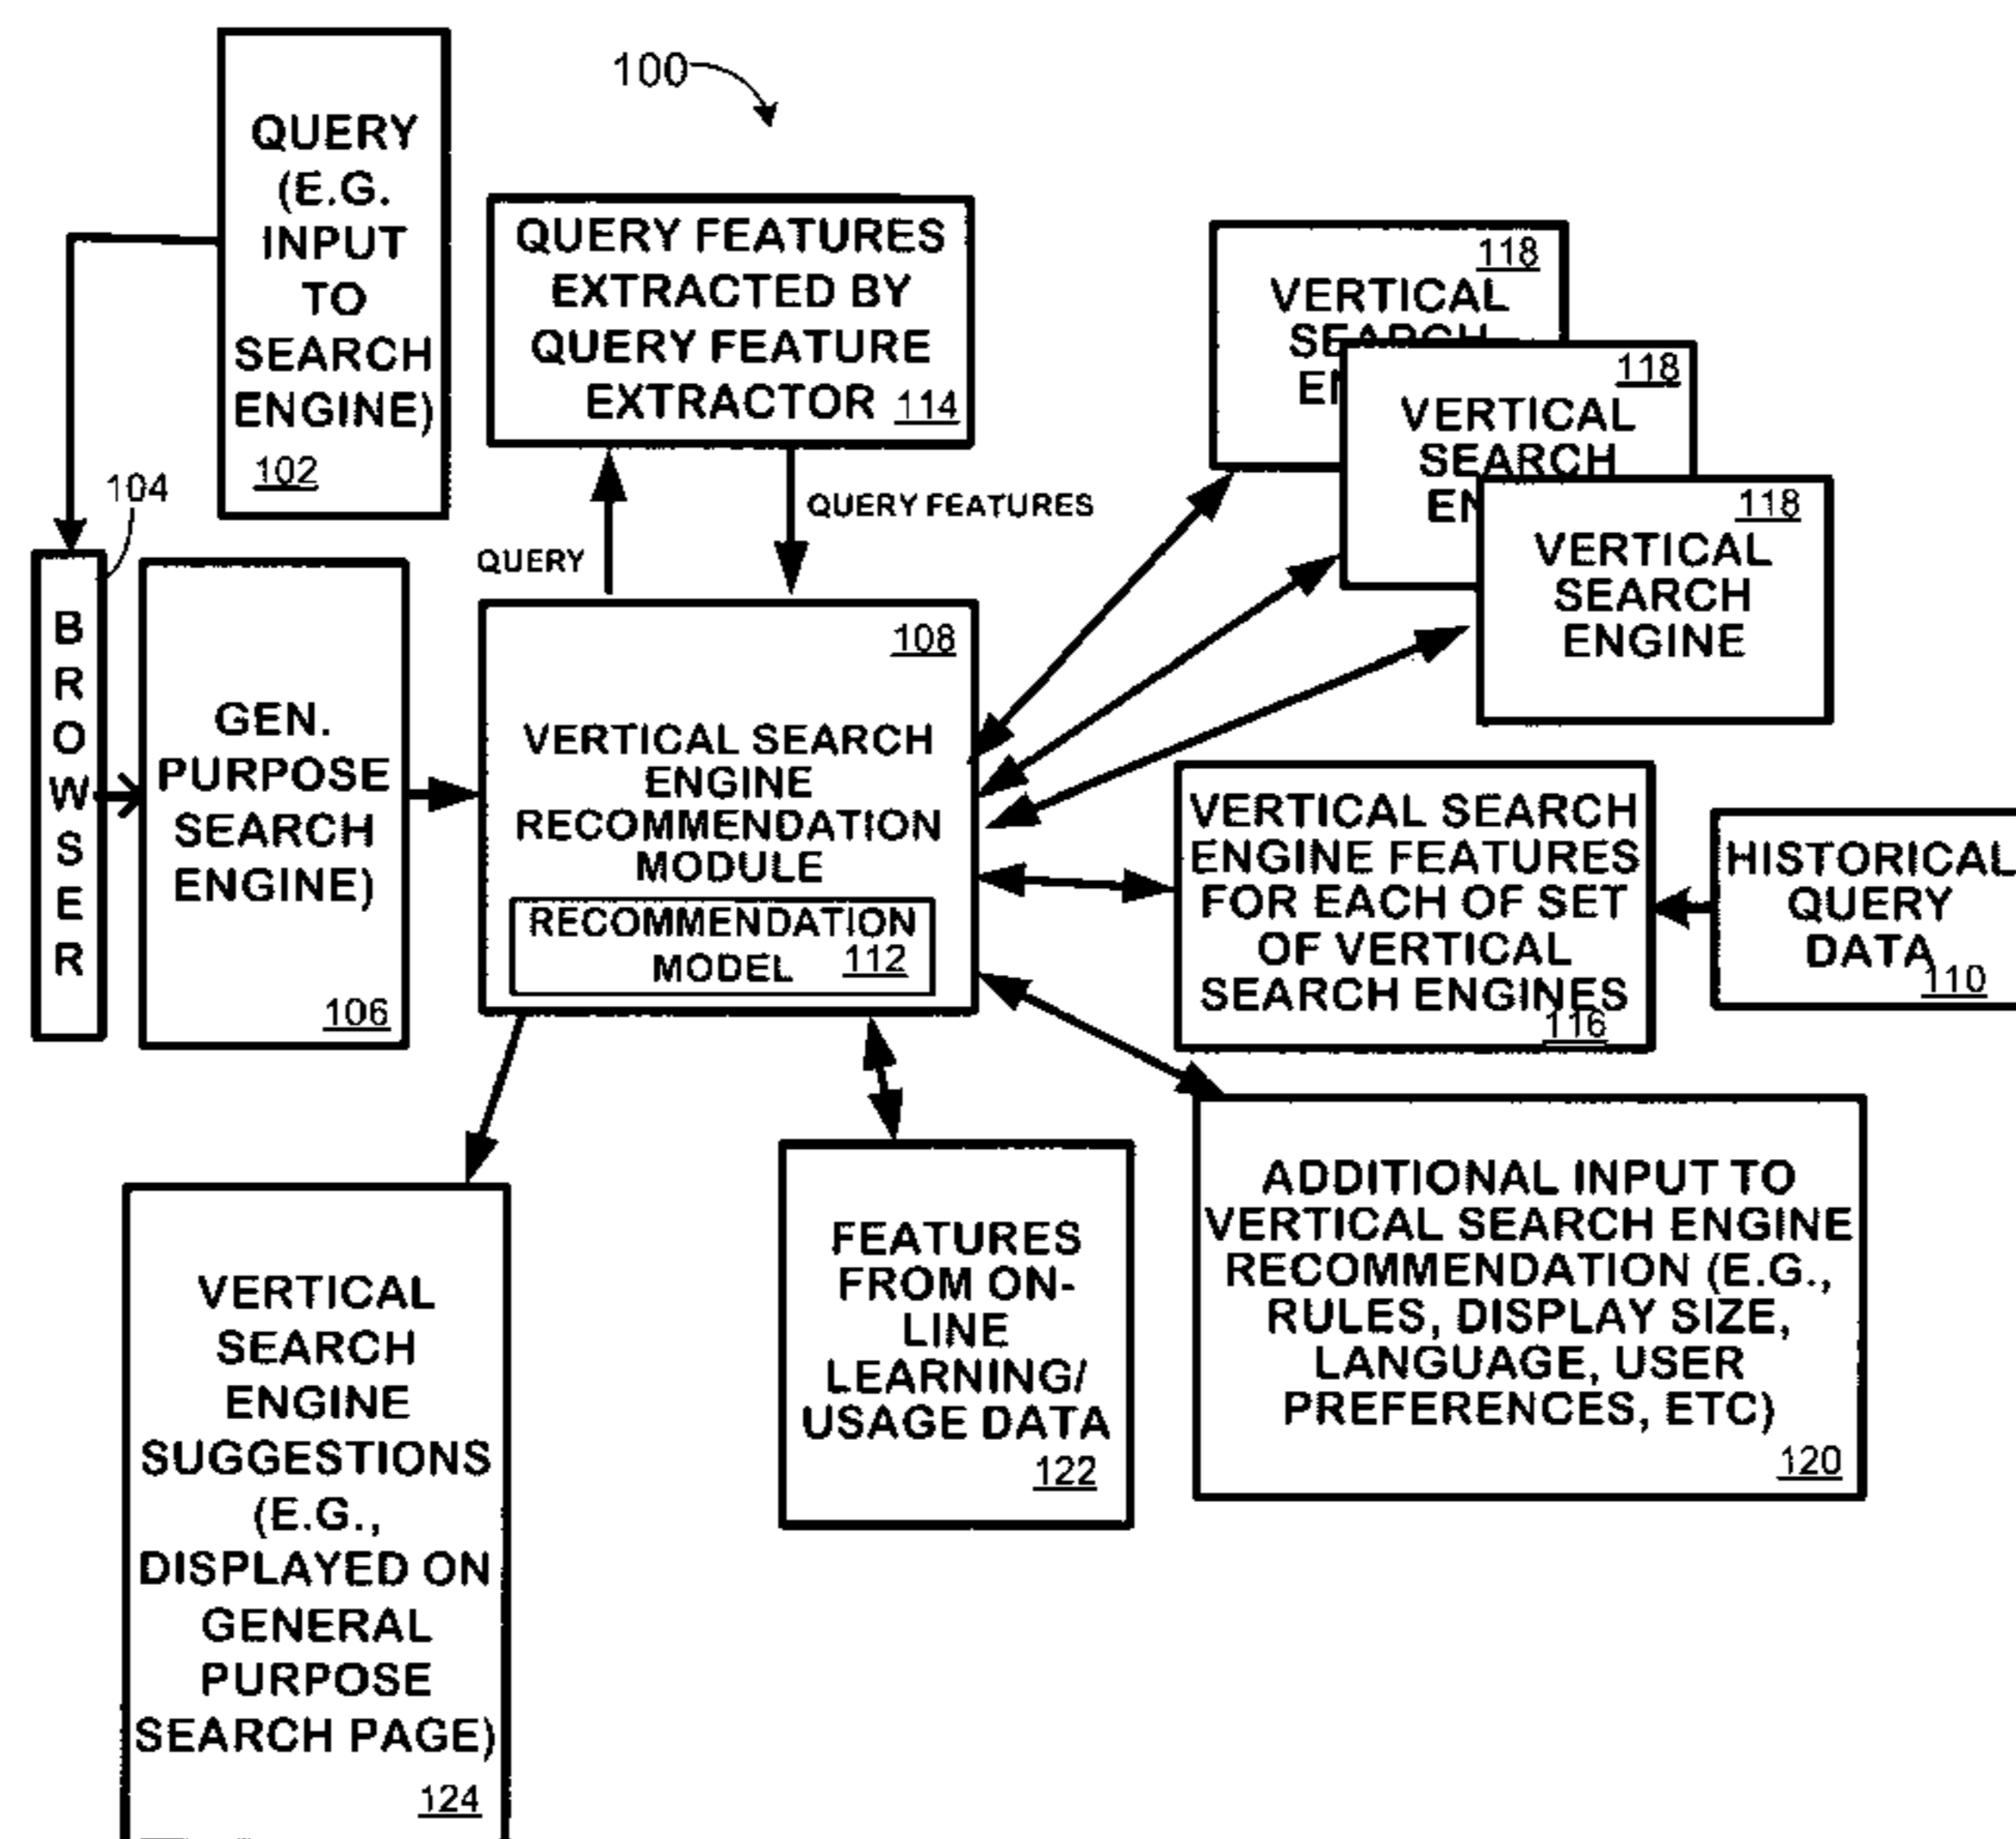 100
QUERY
(E.G.
INPUT
TO
SEARCH
ENGINE)
102
104
BROWSER
GEN.
PURPOSE
SEARCH
ENGINE)
106
QUERY FEATURES
EXTRACTED BY
QUERY FEATURE
EXTRACTOR 114
QUERY
QUERY FEATURES
108
VERTICAL SEARCH
ENGINE
RECOMMENDATION
MODULE
RECOMMENDATION
MODEL 112
118
VERTICAL
SEARCH
118
VERTICAL
SEARCH
118
VERTICAL
SEARCH
ENGINE
VERTICAL SEARCH
ENGINE FEATURES
FOR EACH OF SET
OF VERTICAL
SEARCH ENGINES
116
HISTORICAL
QUERY
DATA
110
VERTICAL
SEARCH
ENGINE
SUGGESTIONS
(E.G.,
DISPLAYED ON
GENERAL
PURPOSE
SEARCH PAGE)
124
FEATURES
FROM ON-
LINE
LEARNING/
USAGE DATA
122
ADDITIONAL INPUT TO
VERTICAL SEARCH ENGINE
RECOMMENDATION (E.G.,
RULES, DISPLAY SIZE,
LANGUAGE, USER
PREFERENCES, ETC)
120